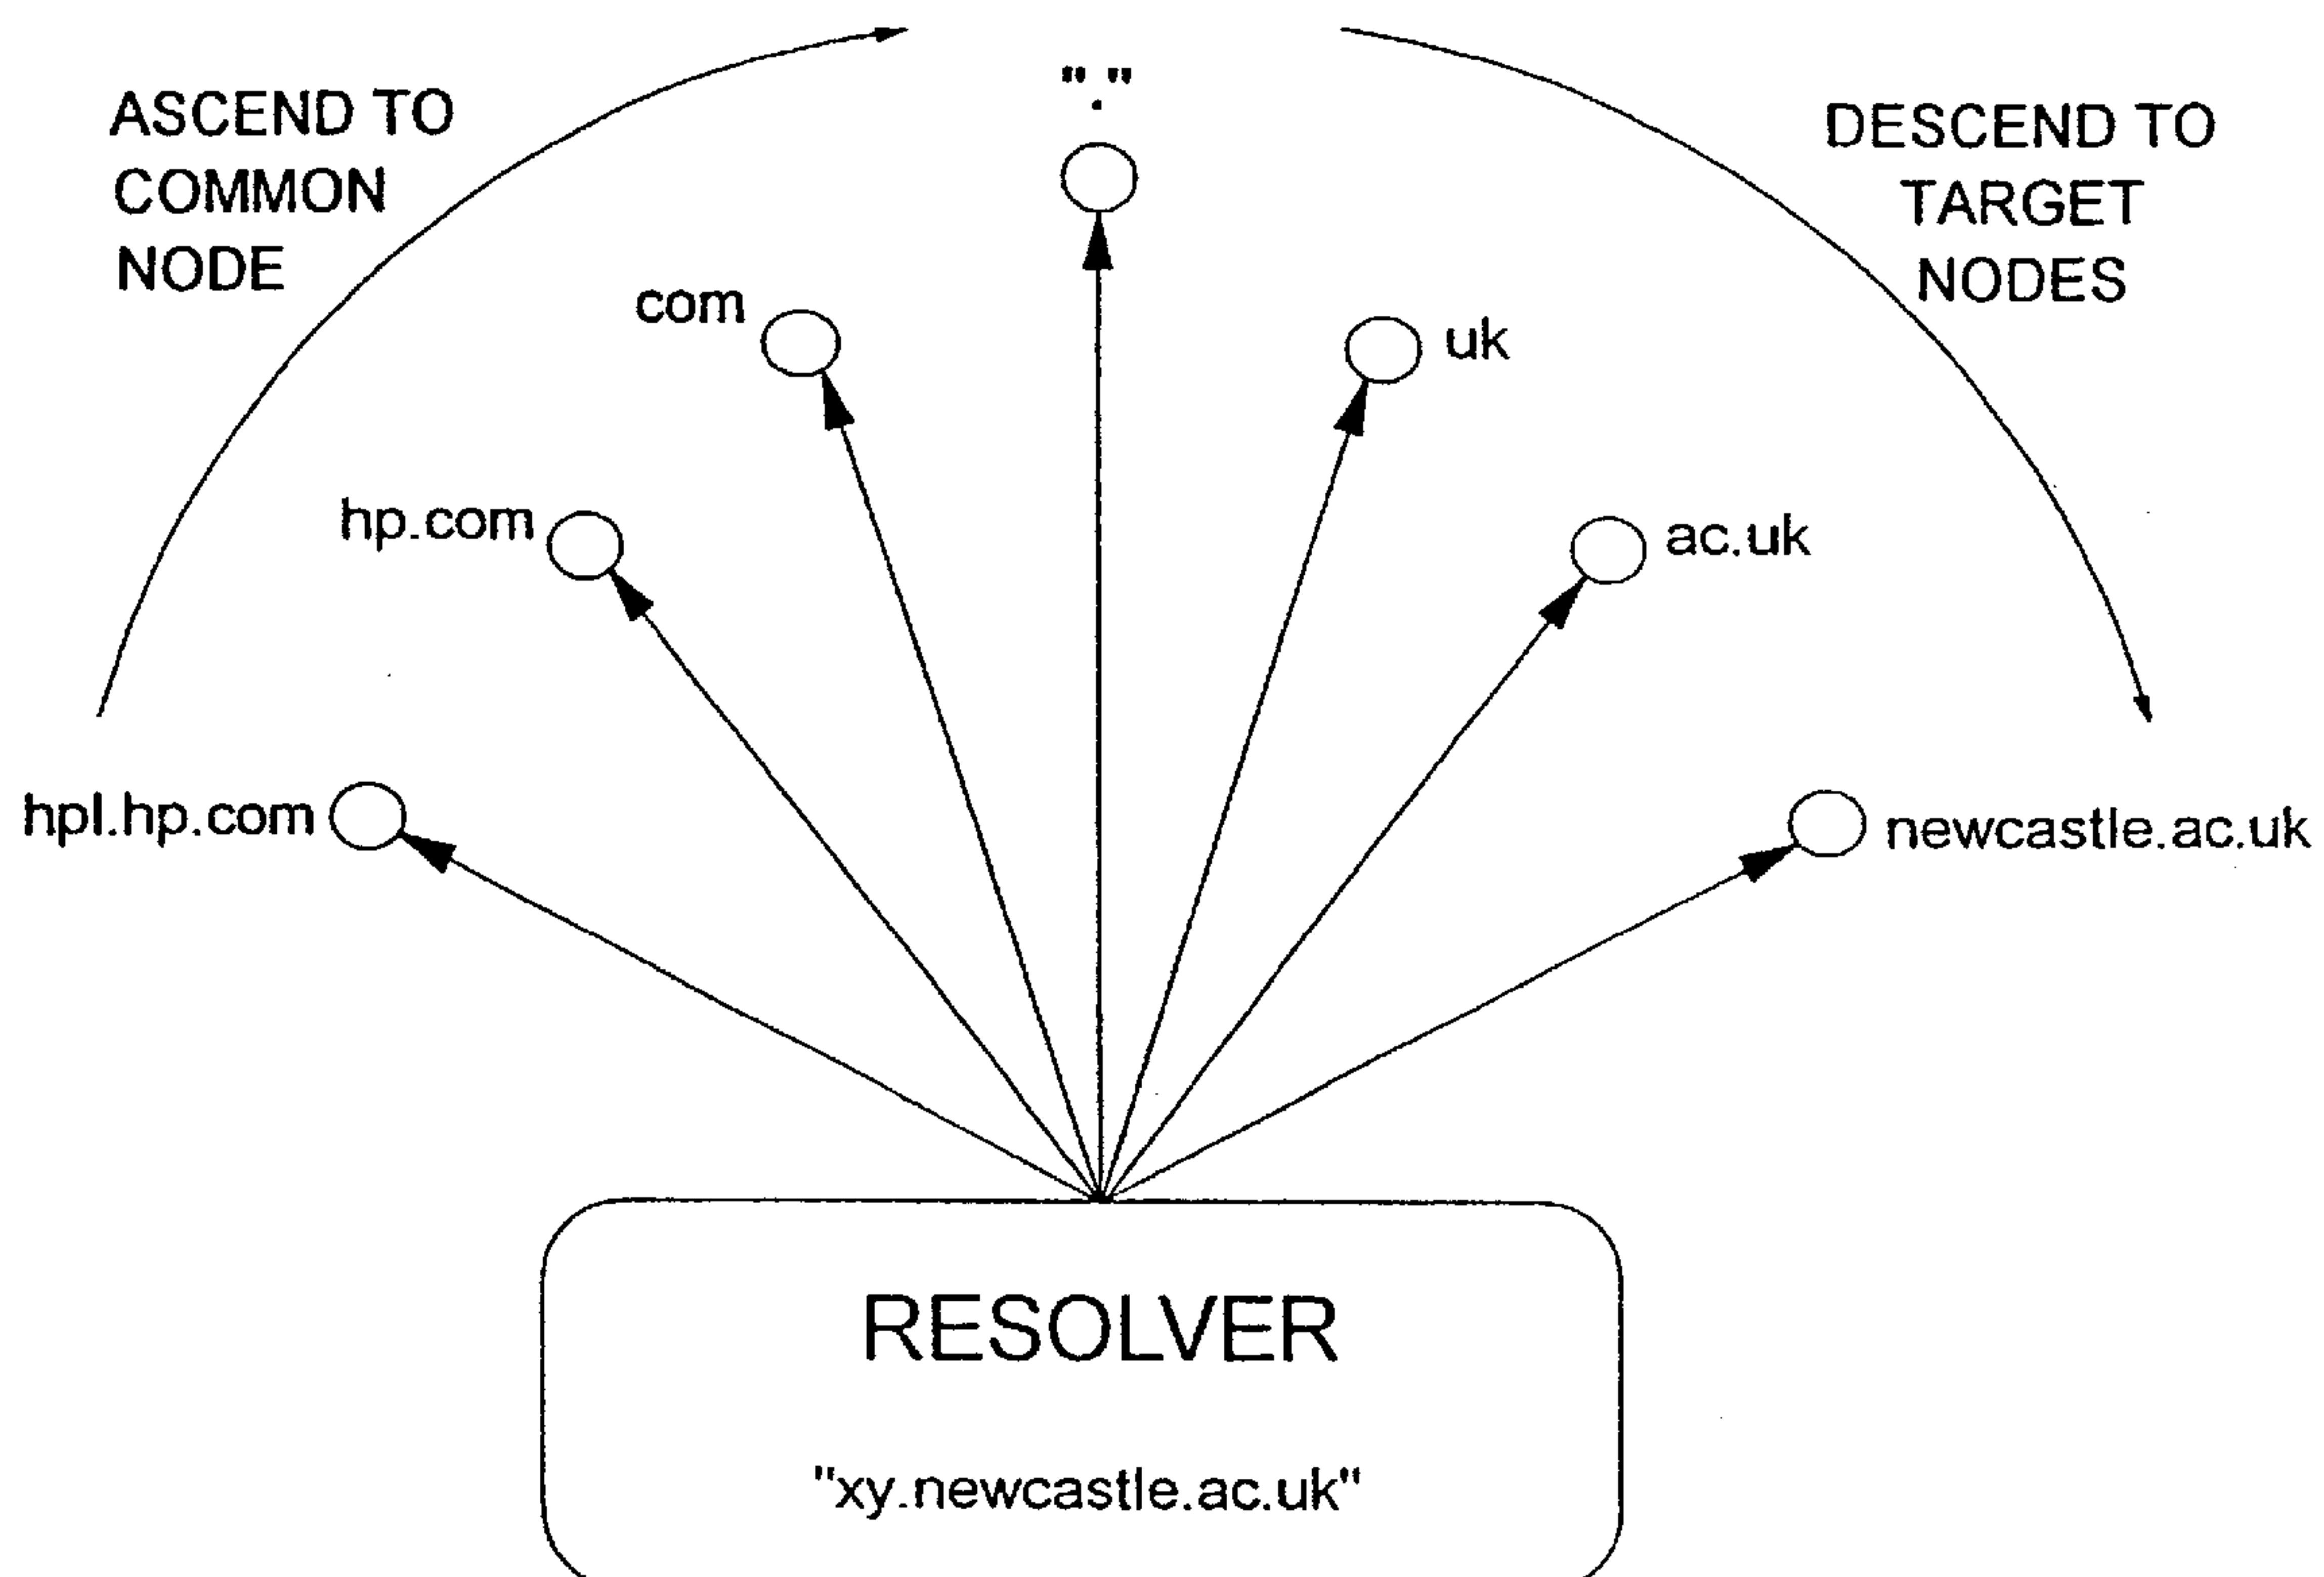 ASCEND TO
COMMON
NODE
"."
DESCEND TO
TARGET
NODES
com
uk
hp.com
ac.uk
hpl.hp.com
newcastle.ac.uk
RESOLVER
"xy.newcastle.ac.uk"